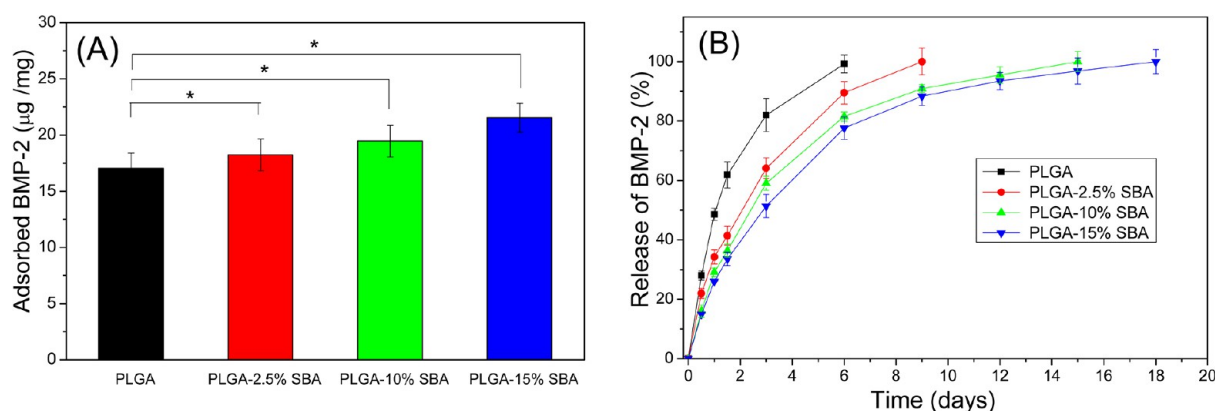 (A)
Adsorbed BMP-2 (μg /mg)
30
25
20
15
10
5
0
*
*
*
PLGA PLGA-2.5% SBA PLGA-10% SBA PLGA-15% SBA
(B)
Release of BMP-2 (%)
100
80
60
40
20
0
PLGA
PLGA-2.5% SBA
PLGA-10% SBA
PLGA-15% SBA
0 2 4 6 8 10 12 14 16 18 20
Time (days)